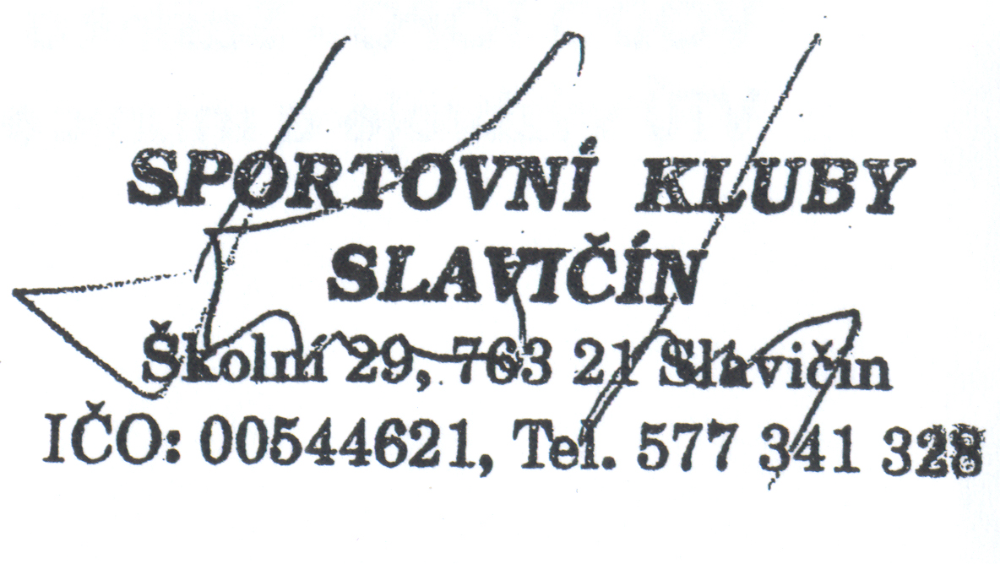 SPORTOVNÍ KLUBY
SLAVIČÍN
Školní 29, 763 21 Slavičín
IČO: 00544621, Tel. 577 341 328